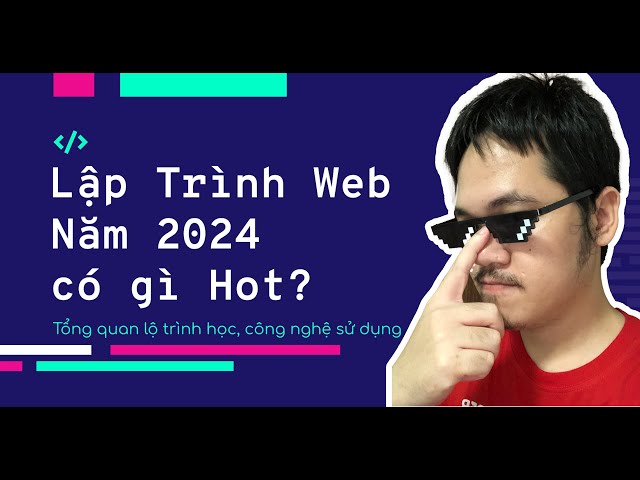 </>
Lập Trình Web
Năm 2024
có gì Hot?
Tổng quan lộ trình học, công nghệ sử dụng